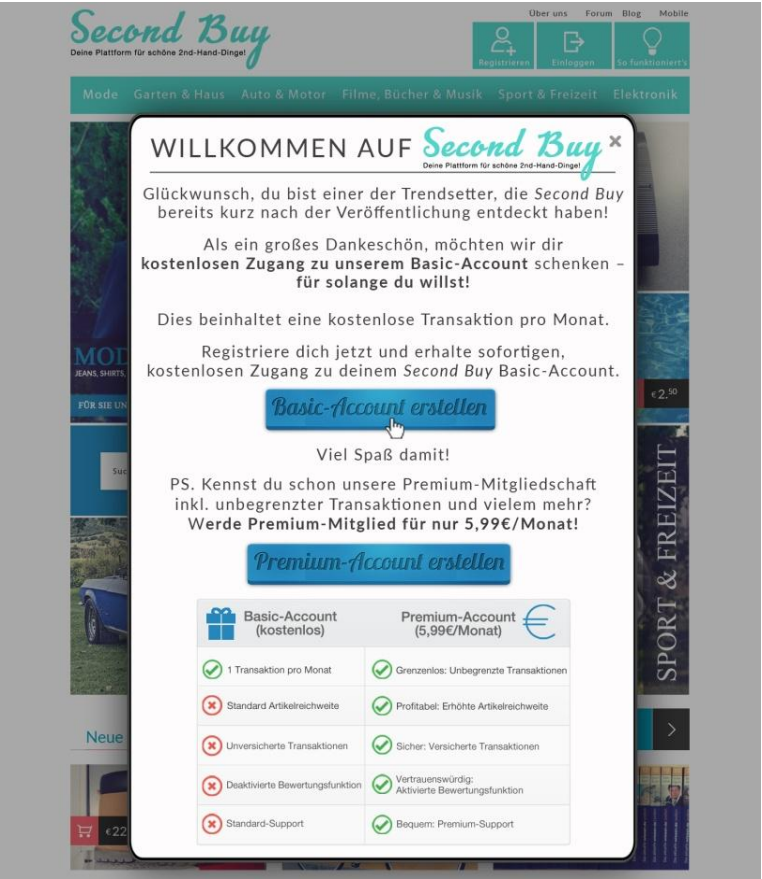 Über uns Forum Blog Mobile
Second Buy
Deine Plattform für schöne 2nd-Hand-Dinge!
Registrieren Einloggen So funktioniert's
Mode Garten & Haus Auto & Motor Filme, Bücher & Musik Sport & Freizeit Elektronik
WILLKOMMEN AUF Second Buy ×
Deine Plattform für schöne 2nd-Hand-Dinge!
Glückwunsch, du bist einer der Trendsetter, die Second Buy
bereits kurz nach der Veröffentlichung entdeckt haben!
Als ein großes Dankeschön, möchten wir dir
kostenlosen Zugang zu unserem Basic-Account schenken –
für solange du willst!
Dies beinhaltet eine kostenlose Transaktion pro Monat.
Registriere dich jetzt und erhalte sofortigen,
kostenlosen Zugang zu deinem Second Buy Basic-Account.
Basic-Account erstellen
Viel Spaß damit!
PS. Kennst du schon unsere Premium-Mitgliedschaft
inkl. unbegrenzter Transaktionen und vielem mehr?
Werde Premium-Mitglied für nur 5,99€/Monat!
Premium-Account erstellen
Basic-Account
(kostenlos)
Premium-Account
(5,99€/Monat)
€
1 Transaktion pro Monat
Grenzenlos: Unbegrenzte Transaktionen
Standard Artikelreichweite
Profitabel: Erhöhte Artikelreichweite
Unversicherte Transaktionen
Sicher: Versicherte Transaktionen
Deaktivierte Bewertungsfunktion
Vertrauenswürdig:
Aktivierte Bewertungsfunktion
Standard-Support
Bequem: Premium-Support
MOD
JEANS, SHIRTS,
FÜR SIE UN
Suc
€2.50
SPORT & FREIZEIT
Neue
€22